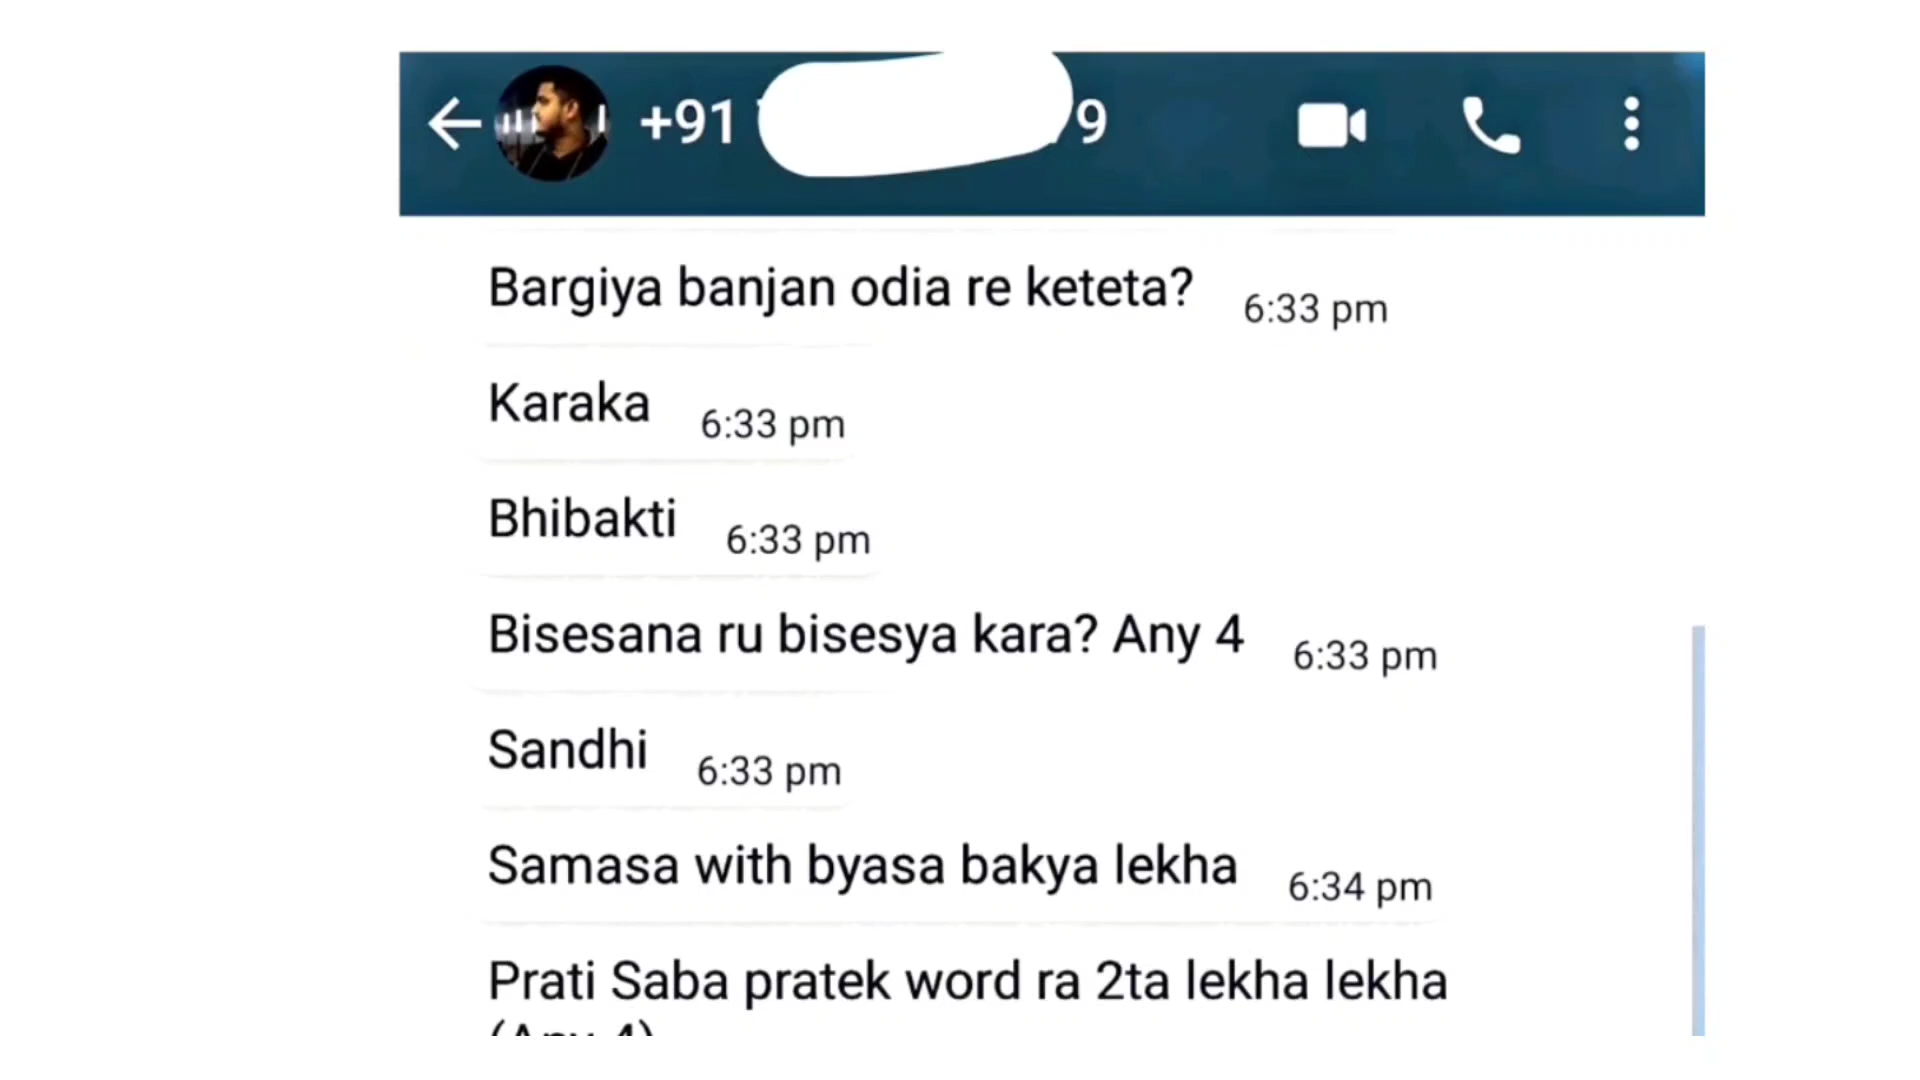 +91 9
Bargiya banjan odia re keteta? 6:33 pm
Karaka 6:33 pm
Bhibakti 6:33 pm
Bisesana ru bisesya kara? Any 4 6:33 pm
Sandhi 6:33 pm
Samasa with byasa bakya lekha 6:34 pm
Prati Saba pratek word ra 2ta lekha lekha
(Any 4)